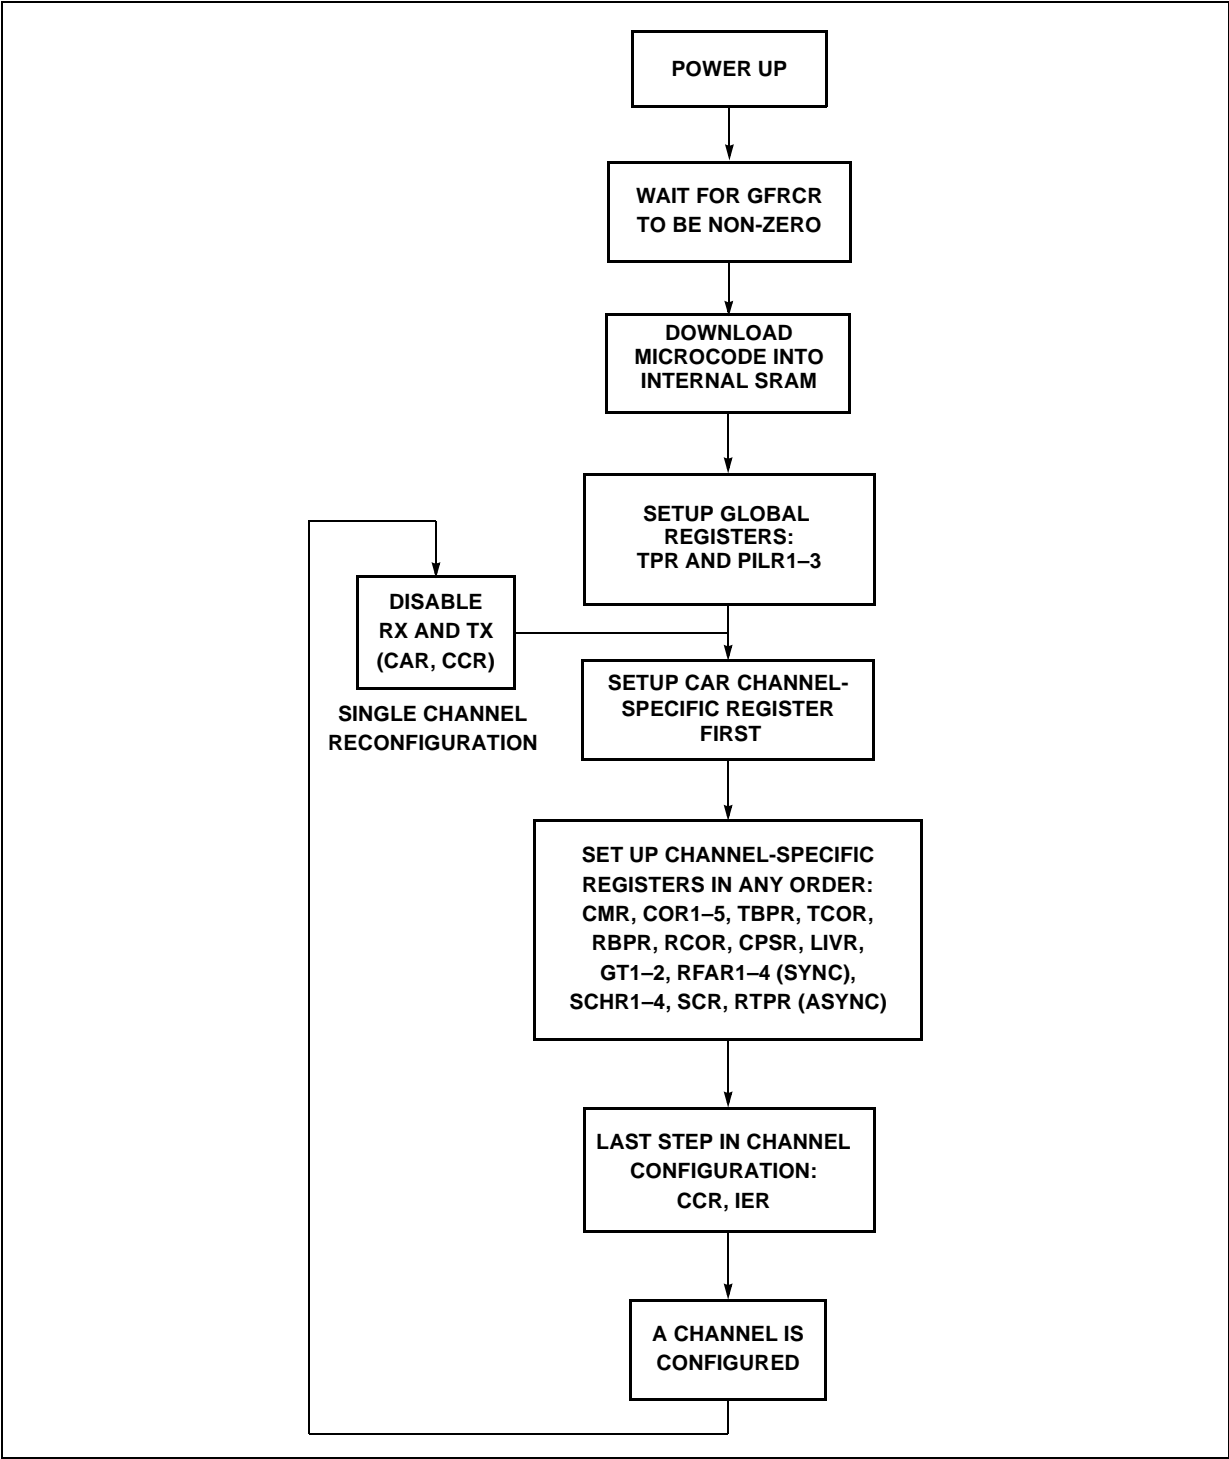 POWER UP
WAIT FOR GFRCR
TO BE NON-ZERO
DOWNLOAD
MICROCODE INTO
INTERNAL SRAM
SETUP GLOBAL
REGISTERS:
TPR AND PILR1–3
DISABLE
RX AND TX
(CAR, CCR)
SINGLE CHANNEL
RECONFIGURATION
SETUP CAR CHANNEL-
SPECIFIC REGISTER
FIRST
SET UP CHANNEL-SPECIFIC
REGISTERS IN ANY ORDER:
CMR, COR1–5, TBPR, TCOR,
RBPR, RCOR, CPSR, LIVR,
GT1–2, RFAR1–4 (SYNC),
SCHR1–4, SCR, RTPR (ASYNC)
LAST STEP IN CHANNEL
CONFIGURATION:
CCR, IER
A CHANNEL IS
CONFIGURED